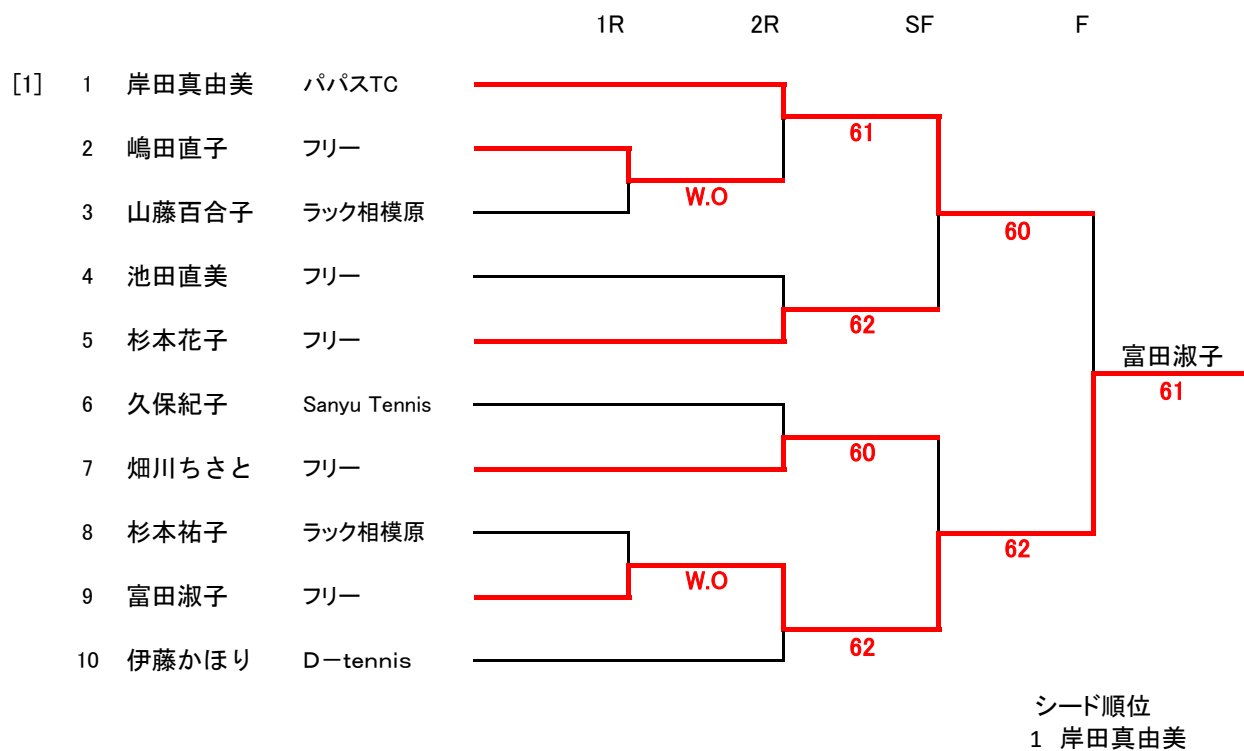 1R 2R SF F
[1] 1 岸田真由美 パパスTC
61
2 嶋田直子 フリー
W.O
3 山藤百合子 ラック相模原
60
4 池田直美 フリー
62
5 杉本花子 フリー
富田淑子
61
6 久保紀子 Sanyu Tennis
60
7 畑川ちさと フリー
8 杉本祐子 ラック相模原
62
W.O
9 富田淑子 フリー
62
10 伊藤かほり D－tennis
シード順位
1 岸田真由美